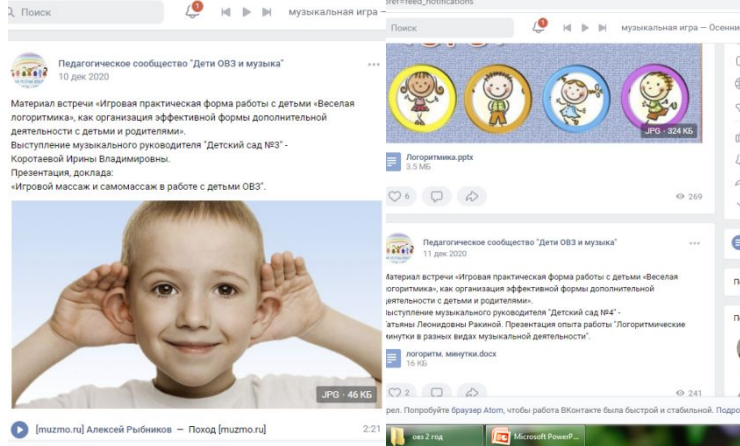 Поиск
1
музыкальная игра –
Педагогическое сообщество "Дети ОВЗ и музыка"
10 дек 2020
Материал встречи «Игровая практическая форма работы с детьми «Веселая
логоритмика», как организация эффективной формы дополнительной
деятельности с детьми и родителями».
Выступление музыкального руководителя "Детский сад №3" -
Коротаевой Ирины Владимировны.
Презентация, доклада:
«Игровой массаж и самомассаж в работе с детьми ОВЗ".
JPG · 46 КБ
[muzmo.ru] Алексей Рыбников — Поход [muzmo.ru]
2:21
ref=feed_notifications
Поиск
1
музыкальная игра — Осенни
JPG · 324 КБ
Логоритмика.pptx
3.5 МБ
6
269
Педагогическое сообщество "Дети ОВЗ и музыка"
11 дек 2020
Материал встречи «Игровая практическая форма работы с детьми «Веселая
логоритмика», как организация эффективной формы дополнительной
деятельности с детьми и родителями».
Выступление музыкального руководителя "Детский сад №4" -
Татьяны Леонидовны Ракиной. Презентация опыта работы "Логоритмические
минутки в разных видах музыкальной деятельности".
логоритм. минутки.docx
16 КБ
2
241
рел. Попробуйте браузер Atom, чтобы работа ВКонтакте была быстрой и стабильной. Подро
овз 2 год
Microsoft PowerP...